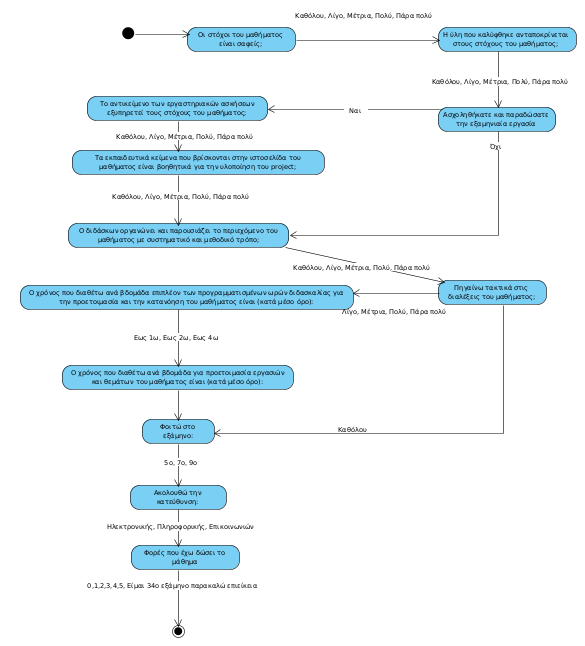 Καθόλου, Λίγο, Μέτρια, Πολύ, Πάρα πολύ
Οι στόχοι του μαθήματος
είναι σαφείς;
Η ύλη που καλύφθηκε ανταποκρίνεται
στους στόχους του μαθήματος;
Καθόλου, Λίγο, Μέτρια, Πολύ, Πάρα πολύ
Ασχοληθήκατε και παραδώσατε
την εξαμηνιαία εργασία
Ναι
Το αντικείμενο των εργαστηριακών ασκήσεων
εξυπηρετεί τους στόχους του μαθήματος;
Καθόλου, Λίγο, Μέτρια, Πολύ, Πάρα πολύ
Όχι
Τα εκπαιδευτικά κείμενα που βρίσκονται στην ιστοσελίδα του
μαθήματος είναι βοηθητικά για την υλοποίηση του project;
Καθόλου, Λίγο, Μέτρια, Πολύ, Πάρα πολύ
Ο διδάσκων οργανώνει και παρουσιάζει το περιεχόμενο του
μαθήματος με συστηματικό και μεθοδικό τρόπο;
Καθόλου, Λίγο, Μέτρια, Πολύ, Πάρα πολύ
Πηγαίνω τακτικά στις
διαλέξεις του μαθήματος;
Λίγο, Μέτρια, Πολύ, Πάρα πολύ
Ο χρόνος που διαθέτω ανά βδομάδα επιπλέον των προγραμματισμένων ωρών διδασκαλίας για
την προετοιμασία και την κατανόηση του μαθήματος είναι (κατά μέσο όρο):
Εως 1ω, Εως 2ω, Εως 4ω
Ο χρόνος που διαθέτω ανά βδομάδα για προετοιμασία εργασιών
και θεμάτων του μαθήματος είναι (κατά μέσο όρο):
Καθόλου
Φοιτώ στο
εξάμηνο:
5ο, 7ο, 9ο
Ακολουθώ την
κατεύθυνση:
Ηλεκτρονικής, Πληροφορικής, Επικοινωνιών
Φορές που έχω δώσει το
μάθημα
0,1,2,3,4,5, Είμαι 34ο εξάμηνο παρακαλώ επιείκεια